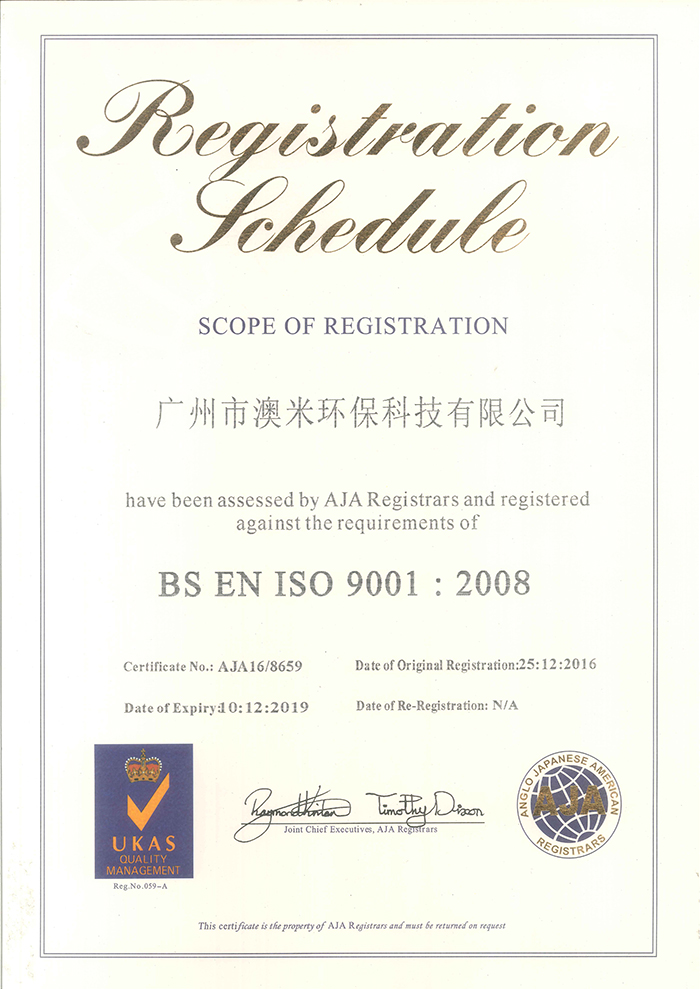 Registration
Schedule
SCOPE OF REGISTRATION
广州市澳米环保科技有限公司
have been assessed by AJA Registrars and registered
against the requirements of
BS EN ISO 9001 : 2008
Certificate No.: AJA16/8659
Date of Original Registration:25:12:2016
Date of Expiry:10:12:2019
Date of Re-Registration: N/A
UKAS
QUALITY
MANAGEMENT
Reg.No.059-A
Timothy Dixon
Joint Chief Executives, AJA Registrars
ANGLO JAPANESE AMERICAN
AJA
REGISTRARS
This certificate is the property of AJA Registrars and must be returned on request